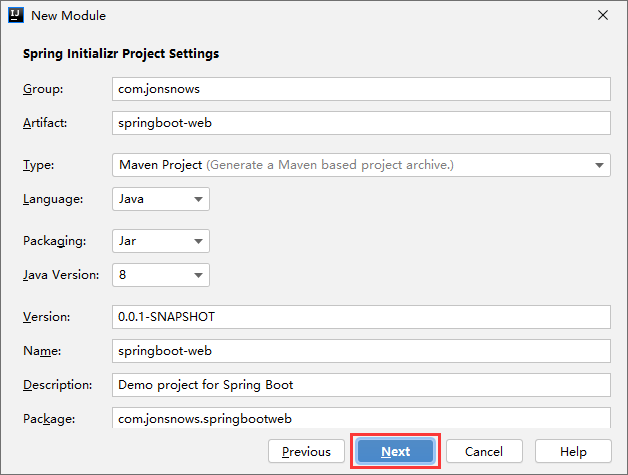 IJ New Module
Spring Initializr Project Settings
Group: com.jonsnows
Artifact: springboot-web
Type: Maven Project (Generate a Maven based project archive.)
Language: Java
Packaging: Jar
Java Version: 8
Version: 0.0.1-SNAPSHOT
Name: springboot-web
Description: Demo project for Spring Boot
Package: com.jonsnows.springbootweb
Previous Next Cancel Help